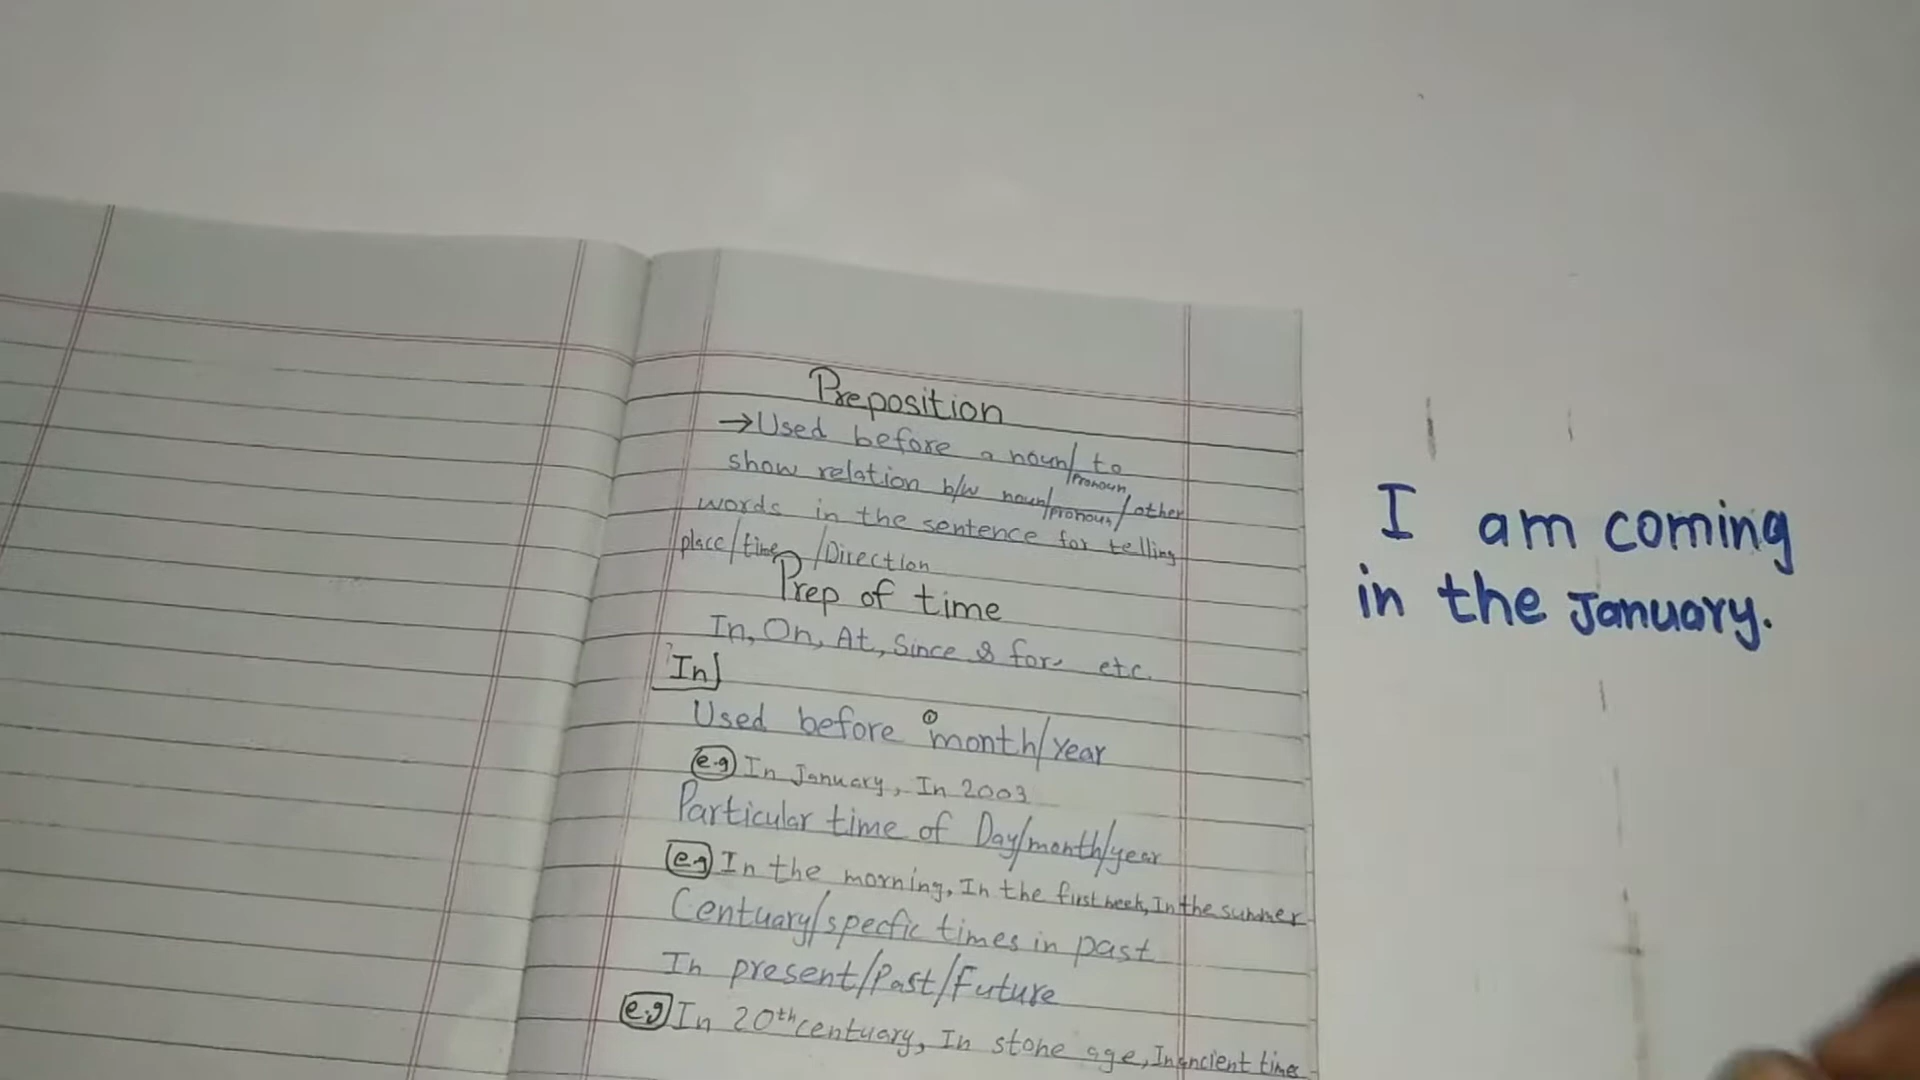 Preposition
→Used before a noun/pronoun to
show relation b/w noun/pronoun/other
words in the sentence for telling
place/time /Direction
Prep of time
In, On, At, Since & for, etc.
In
Used before ① month/year
e.g In January, In 2003
Particular time of Day/month/year
e.g In the morning, In the first week, In the summer
Centuary/specfic times in past
In present/Past/Future
e.g In 20th centuary, In stone age, In ancient times
I am coming
in the January.